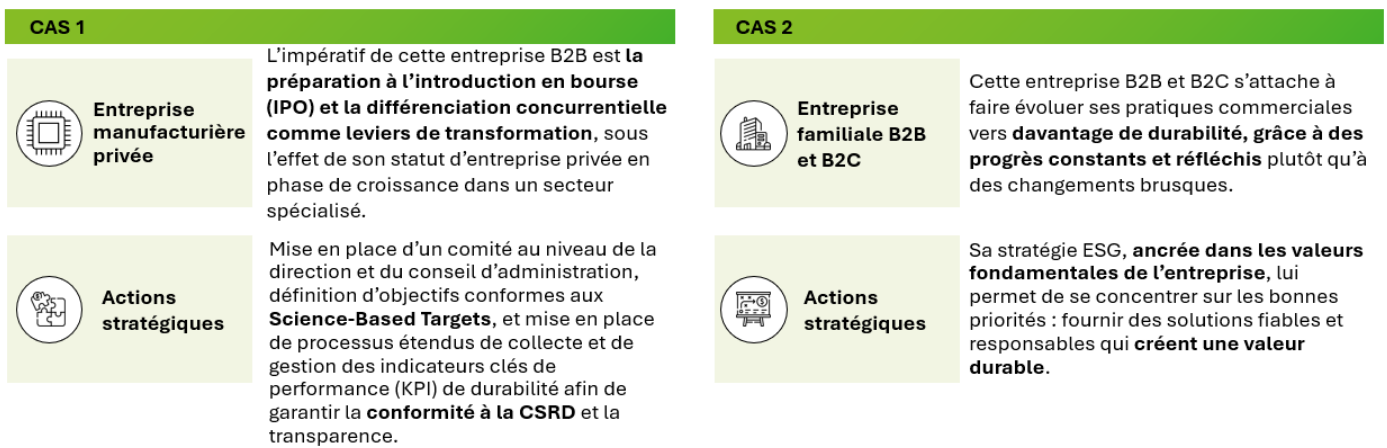 CAS 1
Entreprise
manufacturière
privée
L’impératif de cette entreprise B2B est la
préparation à l’introduction en bourse
(IPO) et la différenciation concurrentielle
comme leviers de transformation, sous
l’effet de son statut d’entreprise privée en
phase de croissance dans un secteur
spécialisé.
Actions
stratégiques
Mise en place d’un comité au niveau de la
direction et du conseil d’administration,
définition d’objectifs conformes aux
Science-Based Targets, et mise en place
de processus étendus de collecte et de
gestion des indicateurs clés de
performance (KPI) de durabilité afin de
garantir la conformité à la CSRD et la
transparence.
CAS 2
Entreprise
familiale B2B
et B2C
Cette entreprise B2B et B2C s’attache à
faire évoluer ses pratiques commerciales
vers davantage de durabilité, grâce à des
progrès constants et réfléchis plutôt qu’à
des changements brusques.
Actions
stratégiques
Sa stratégie ESG, ancrée dans les valeurs
fondamentales de l’entreprise, lui
permet de se concentrer sur les bonnes
priorités : fournir des solutions fiables et
responsables qui créent une valeur
durable.